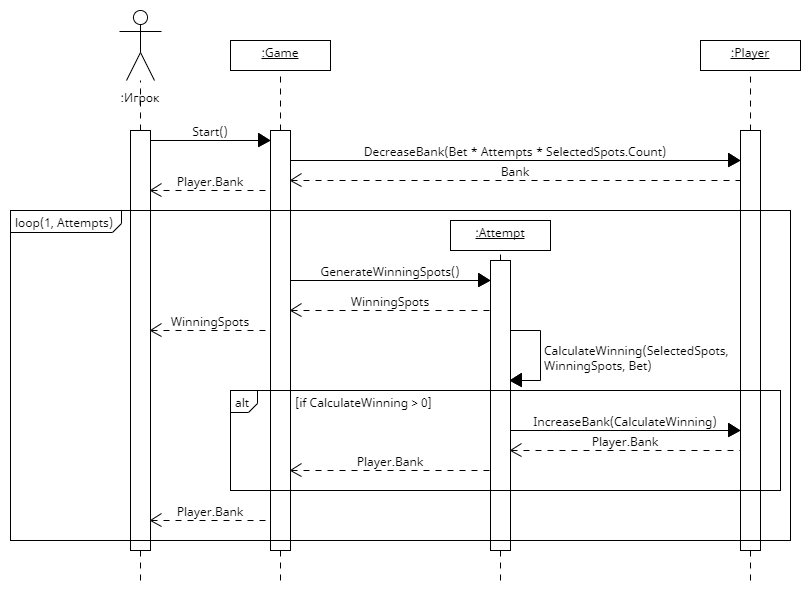 :Game
:Player
:Игрок
Start()
DecreaseBank(Bet * Attempts * SelectedSpots.Count)
Bank
Player.Bank
loop(1, Attempts)
:Attempt
GenerateWinningSpots()
WinningSpots
WinningSpots
CalculateWinning(SelectedSpots,
WinningSpots, Bet)
alt
[if CalculateWinning > 0]
IncreaseBank(CalculateWinning)
Player.Bank
Player.Bank
Player.Bank